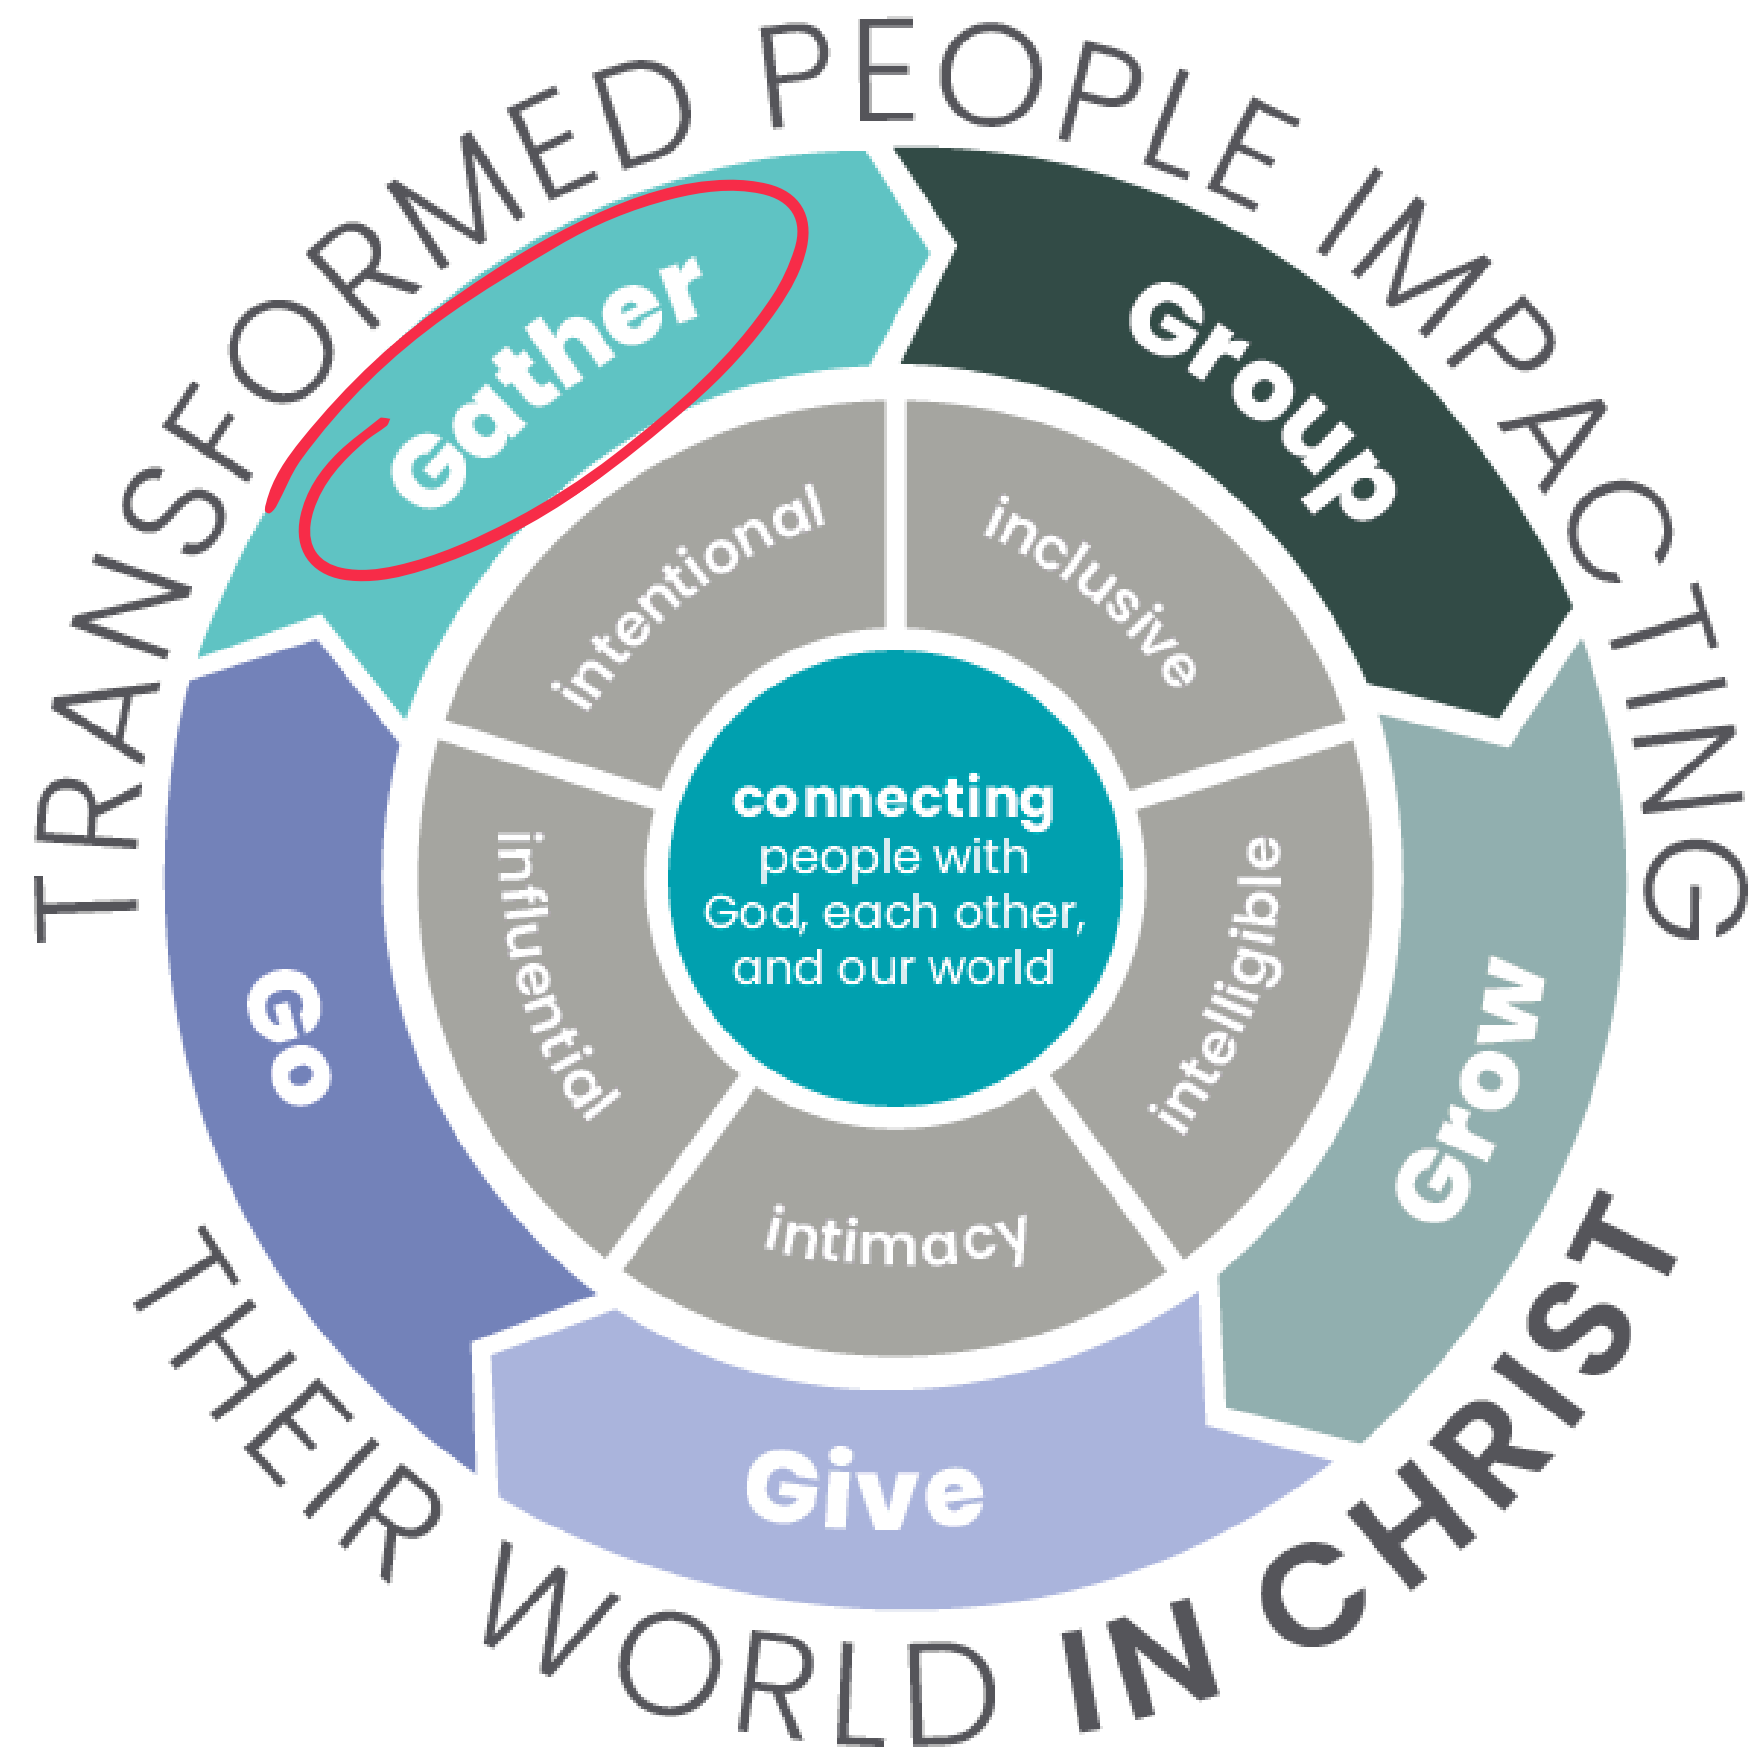 TRANSFORMED PEOPLE IMPACTING
THEIR WORLD IN CHRIST
Gather
Group
Grow
Give
Go
intentional
inclusive
intelligible
intimacy
influential
connecting
people with
God, each other,
and our world